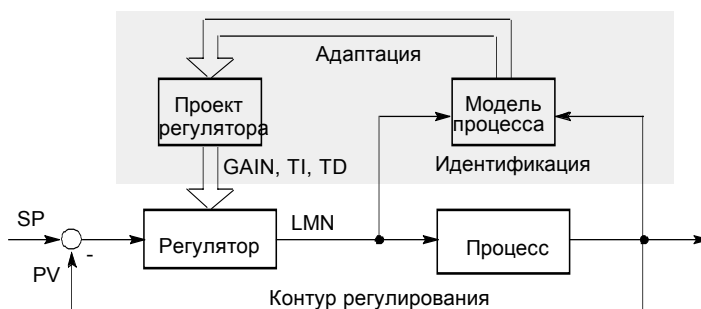 Адаптация
Проект
регулятора
Модель
процесса
Идентификация
GAIN, TI, TD
SP
LMN
Регулятор
Процесс
-
PV
Контур регулирования